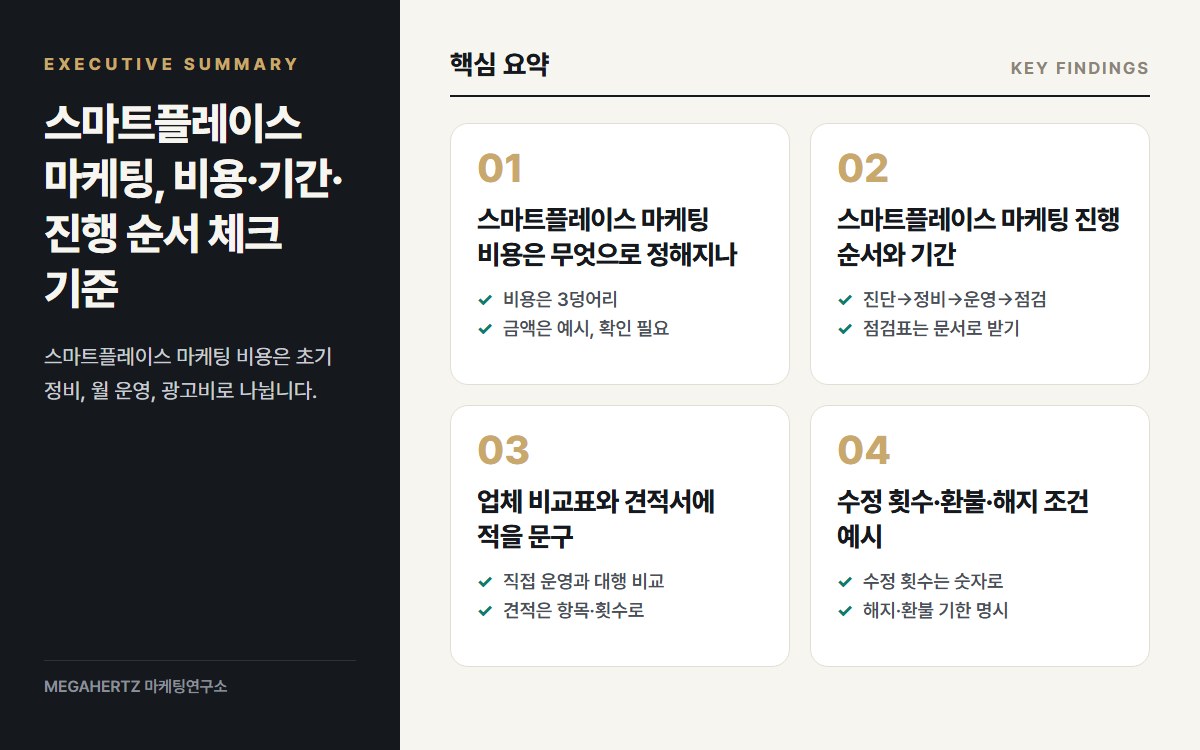 EXECUTIVE SUMMARY
스마트플레이스
마케팅, 비용·기간·
진행 순서 체크
기준
스마트플레이스 마케팅 비용은 초기
정비, 월 운영, 광고비로 나뉩니다.
MEGAHERTZ 마케팅연구소
핵심 요약
KEY FINDINGS
01
스마트플레이스 마케팅
비용은 무엇으로 정해지나
✓ 비용은 3덩어리
✓ 금액은 예시, 확인 필요
02
스마트플레이스 마케팅 진행
순서와 기간
✓ 진단→정비→운영→점검
✓ 점검표는 문서로 받기
03
업체 비교표와 견적서에
적을 문구
✓ 직접 운영과 대행 비교
✓ 견적은 항목·횟수로
04
수정 횟수·환불·해지 조건
예시
✓ 수정 횟수는 숫자로
✓ 해지·환불 기한 명시